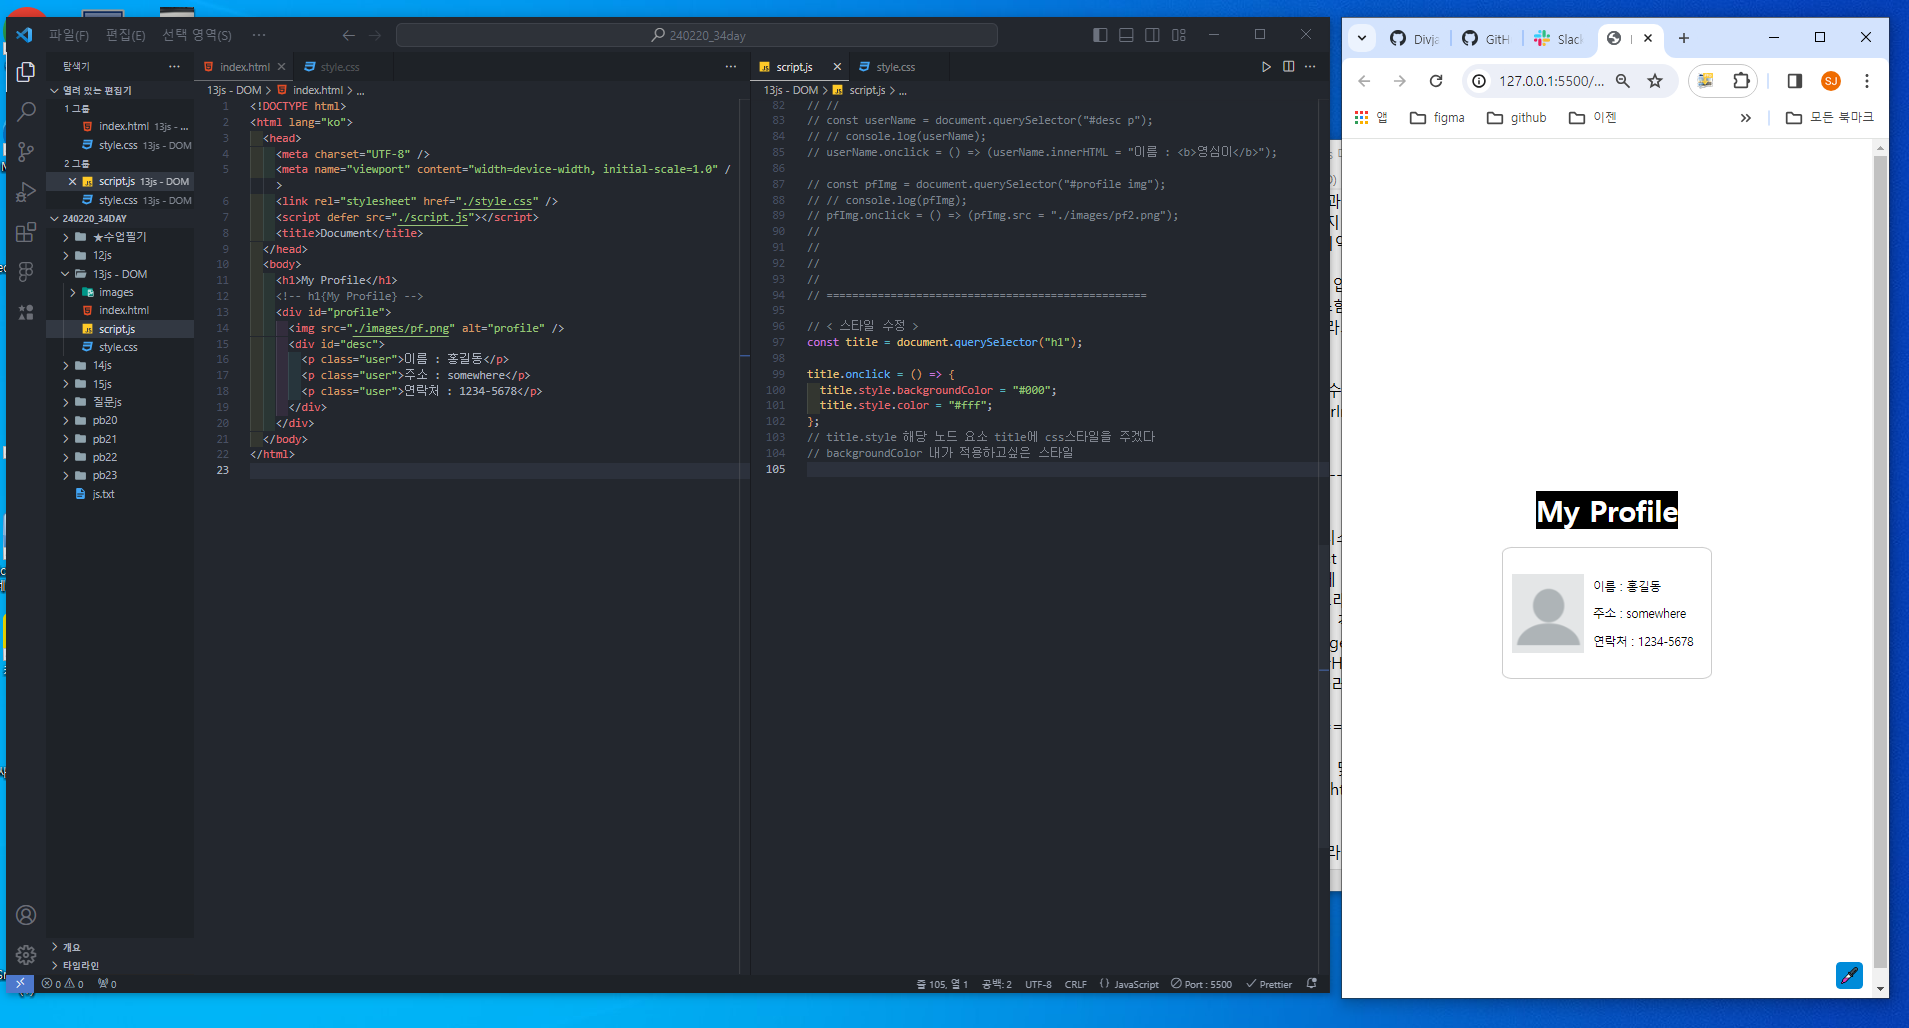 파일(F) 편집(E) 선택 영역(S) ···
240220_34day
탐색기
열려 있는 편집기
1 그룹
index.html 13js - ...
style.css 13js - DOM
2 그룹
script.js 13js - DOM
style.css 13js - DOM
240220_34DAY
★수업필기
12js
13js - DOM
images
index.html
script.js
style.css
14js
15js
질문js
pb20
pb21
pb22
pb23
js.txt
개요
타임라인
index.html style.css
13js - DOM > index.html > ...
1 <!DOCTYPE html>
2 <html lang="ko">
3 <head>
4 <meta charset="UTF-8" />
5 <meta name="viewport" content="width=device-width, initial-scale=1.0" /
>
6 <link rel="stylesheet" href="./style.css" />
7 <script defer src="./script.js"></script>
8 <title>Document</title>
9 </head>
10 <body>
11 <h1>My Profile</h1>
12 <!-- h1{My Profile} -->
13 <div id="profile">
14 <img src="./images/pf.png" alt="profile" />
15 <div id="desc">
16 <p class="user">이름 : 홍길동</p>
17 <p class="user">주소 : somewhere</p>
18 <p class="user">연락처 : 1234-5678</p>
19 </div>
20 </div>
21 </body>
22 </html>
23
script.js style.css
13js - DOM > script.js > ...
82 // //
83 // const userName = document.querySelector("#desc p");
84 // // console.log(userName);
85 // userName.onclick = () => (userName.innerHTML = "이름 : <b>영심이</b>");
86
87 // const pfImg = document.querySelector("#profile img");
88 // // console.log(pfImg);
89 // pfImg.onclick = () => (pfImg.src = "./images/pf2.png");
90 //
91 //
92 //
93 //
94 // ==================================================
95
96 // < 스타일 수정 >
97 const title = document.querySelector("h1");
98
99 title.onclick = () => {
100 title.style.backgroundColor = "#000";
101 title.style.color = "#fff";
102 };
103 // title.style 해당 노드 요소 title에 css스타일을 주겠다
104 // backgroundColor 내가 적용하고싶은 스타일
105
0 0 0
줄 105, 열 1 공백: 2 UTF-8 CRLF {} JavaScript Port : 5500 Prettier
Divja GitH Slac
127.0.0.1:5500/...
SJ
앱 figma github 이젠 » 모든 북마크
My Profile
이름 : 홍길동
주소 : somewhere
연락처 : 1234-5678